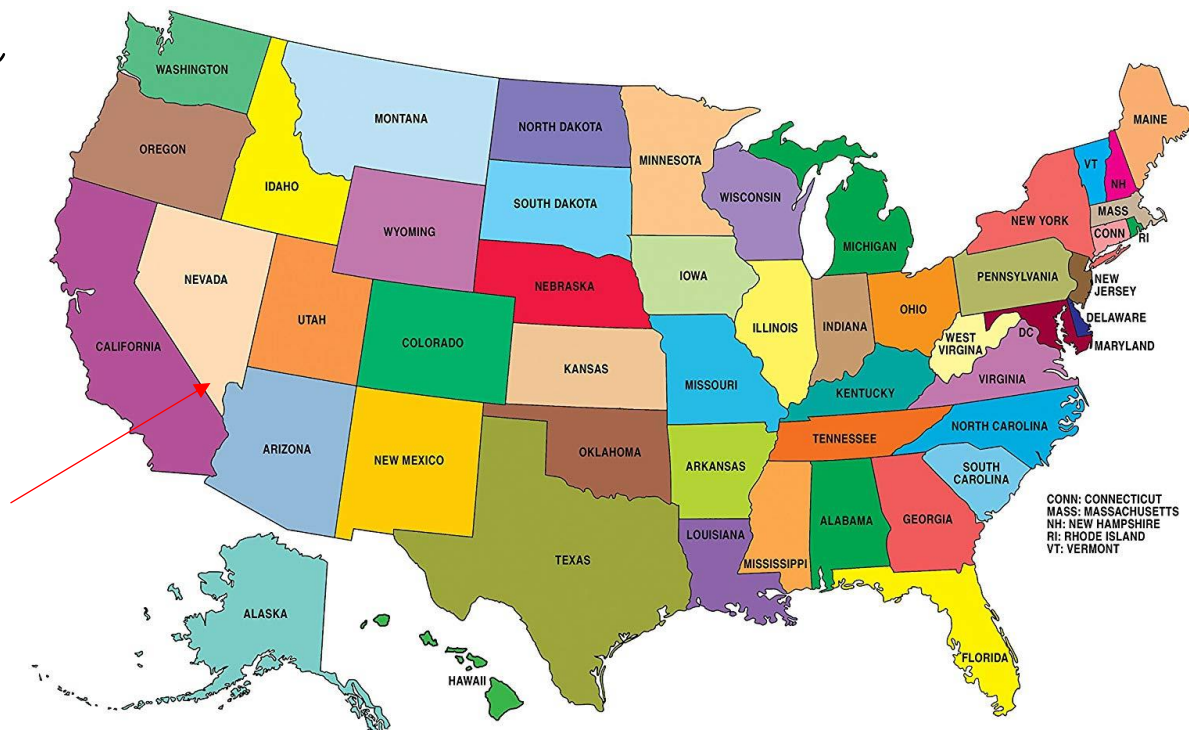 WASHINGTON
MONTANA
NORTH DAKOTA
MINNESOTA
MAINE
OREGON
IDAHO
WYOMING
SOUTH DAKOTA
WISCONSIN
MICHIGAN
VT
NH
NEW YORK
MASS
CONN
RI
NEVADA
UTAH
COLORADO
NEBRASKA
IOWA
ILLINOIS
INDIANA
OHIO
PENNSYLVANIA
NEW
JERSEY
DELAWARE
MARYLAND
DC
WEST
VIRGINA
VIRGINIA
CALIFORNIA
KANSAS
MISSOURI
KENTUCKY
ARIZONA
NEW MEXICO
OKLAHOMA
ARKANSAS
TENNESSEE
NORTH CAROLINA
SOUTH
CAROLINA
TEXAS
LOUISIANA
MISSISSIPPI
ALABAMA
GEORGIA
FLORIDA
ALASKA
HAWAII
CONN: CONNECTICUT
MASS: MASSACHUSETTS
NH: NEW HAMPSHIRE
RI: RHODE ISLAND
VT: VERMONT